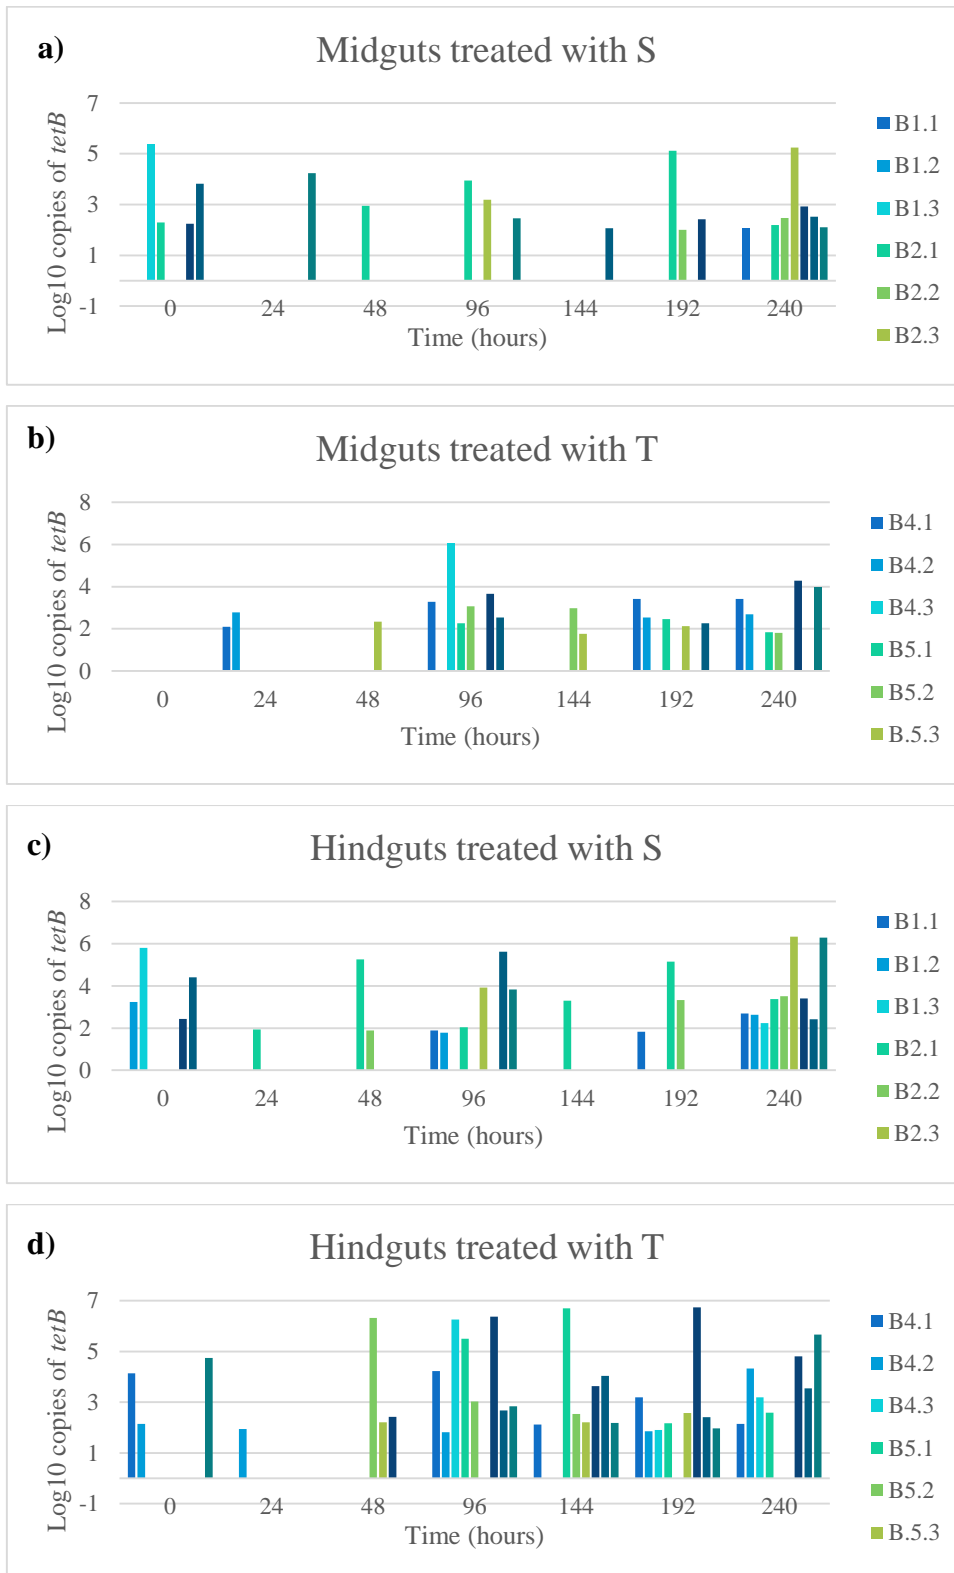 a)
Midguts treated with S
Log10 copies of tetB
7
5
3
1
-1
0 24 48 96 144 192 240
Time (hours)
B1.1
B1.2
B1.3
B2.1
B2.2
B2.3
b)
Midguts treated with T
Log10 copies of tetB
8
6
4
2
0
0 24 48 96 144 192 240
Time (hours)
B4.1
B4.2
B4.3
B5.1
B5.2
B.5.3
c)
Hindguts treated with S
Log10 copies of tetB
8
6
4
2
0
0 24 48 96 144 192 240
Time (hours)
B1.1
B1.2
B1.3
B2.1
B2.2
B2.3
d)
Hindguts treated with T
Log10 copies of tetB
7
5
3
1
-1
0 24 48 96 144 192 240
Time (hours)
B4.1
B4.2
B4.3
B5.1
B5.2
B.5.3